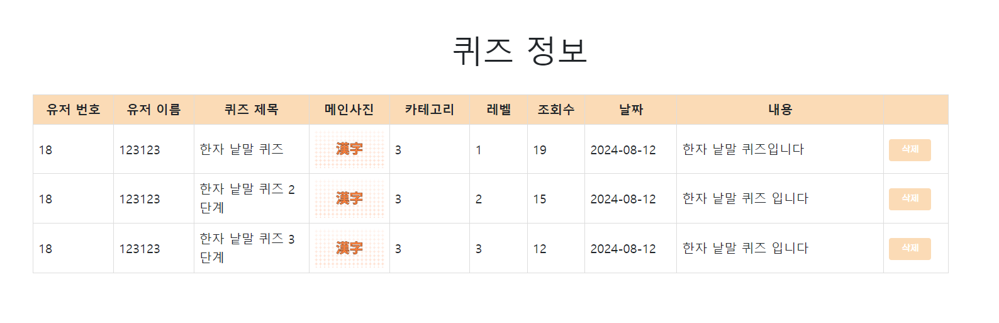 퀴즈 정보
유저 번호 유저 이름 퀴즈 제목 메인사진 카테고리 레벨 조회수 날짜 내용
18 123123 한자 낱말 퀴즈 漢字 3 1 19 2024-08-12 한자 낱말 퀴즈입니다 삭제
18 123123 한자 낱말 퀴즈 2
단계 漢字 3 2 15 2024-08-12 한자 낱말 퀴즈 입니다 삭제
18 123123 한자 낱말 퀴즈 3
단계 漢字 3 3 12 2024-08-12 한자 낱말 퀴즈 입니다 삭제